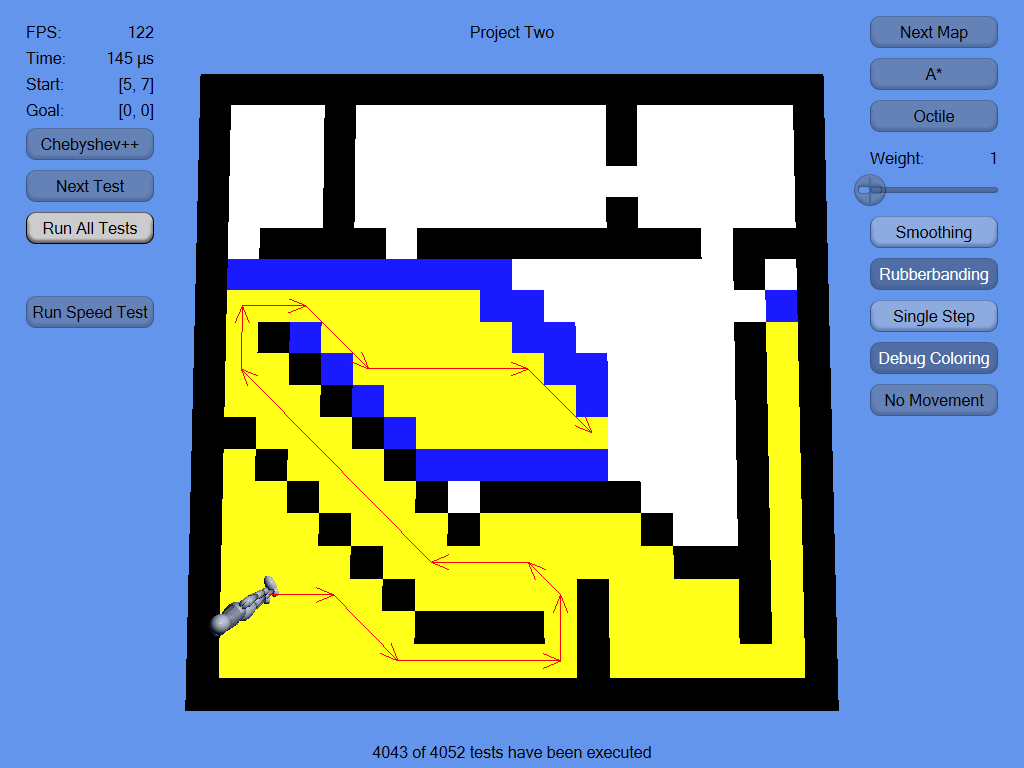 FPS: 122
Time: 145 µs
Start: [5, 7]
Goal: [0, 0]
Chebyshev++
Next Test
Run All Tests
Run Speed Test
Project Two
Next Map
A*
Octile
Weight: 1
Smoothing
Rubberbanding
Single Step
Debug Coloring
No Movement
4043 of 4052 tests have been executed